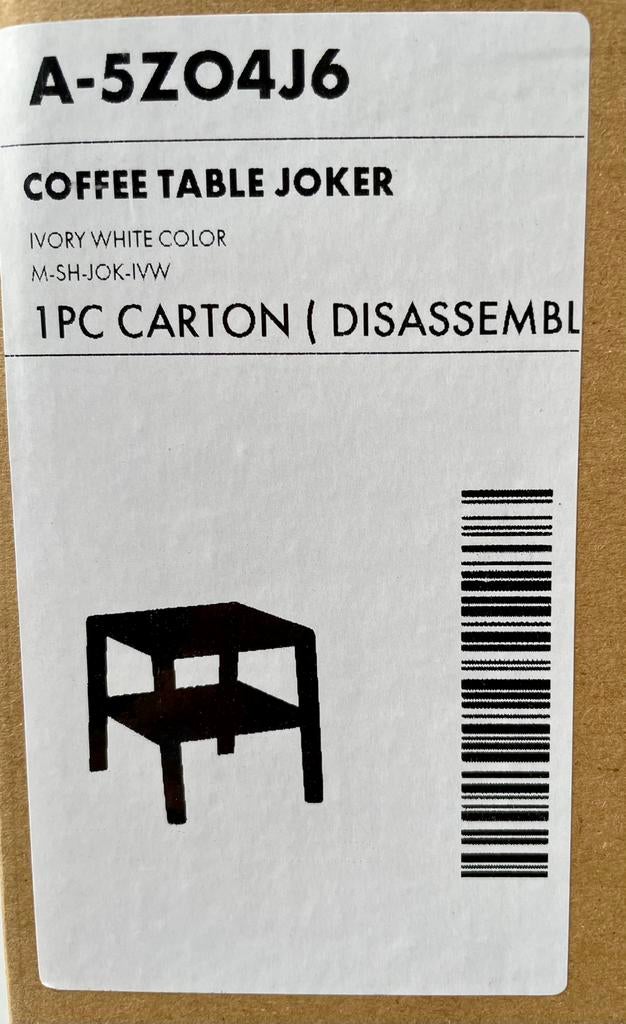 A-5ZO4J6
COFFEE TABLE JOKER
IVORY WHITE COLOR
M-SH-JOK-IVW
1PC CARTON ( DISASSEMBL